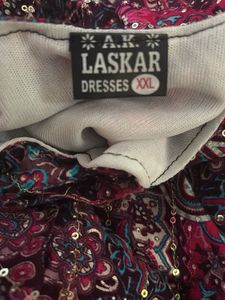 A.K.
LASKAR
DRESSES XXL